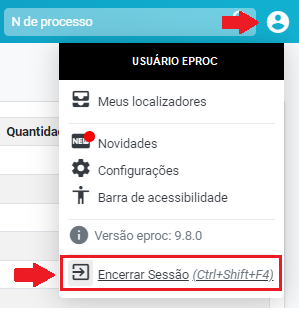 N de processo
USUÁRIO EPROC
Meus localizadores
Quantidad
Novidades
Configurações
Barra de acessibilidade
Versão eproc: 9.8.0
Encerrar Sessão (Ctrl+Shift+F4)